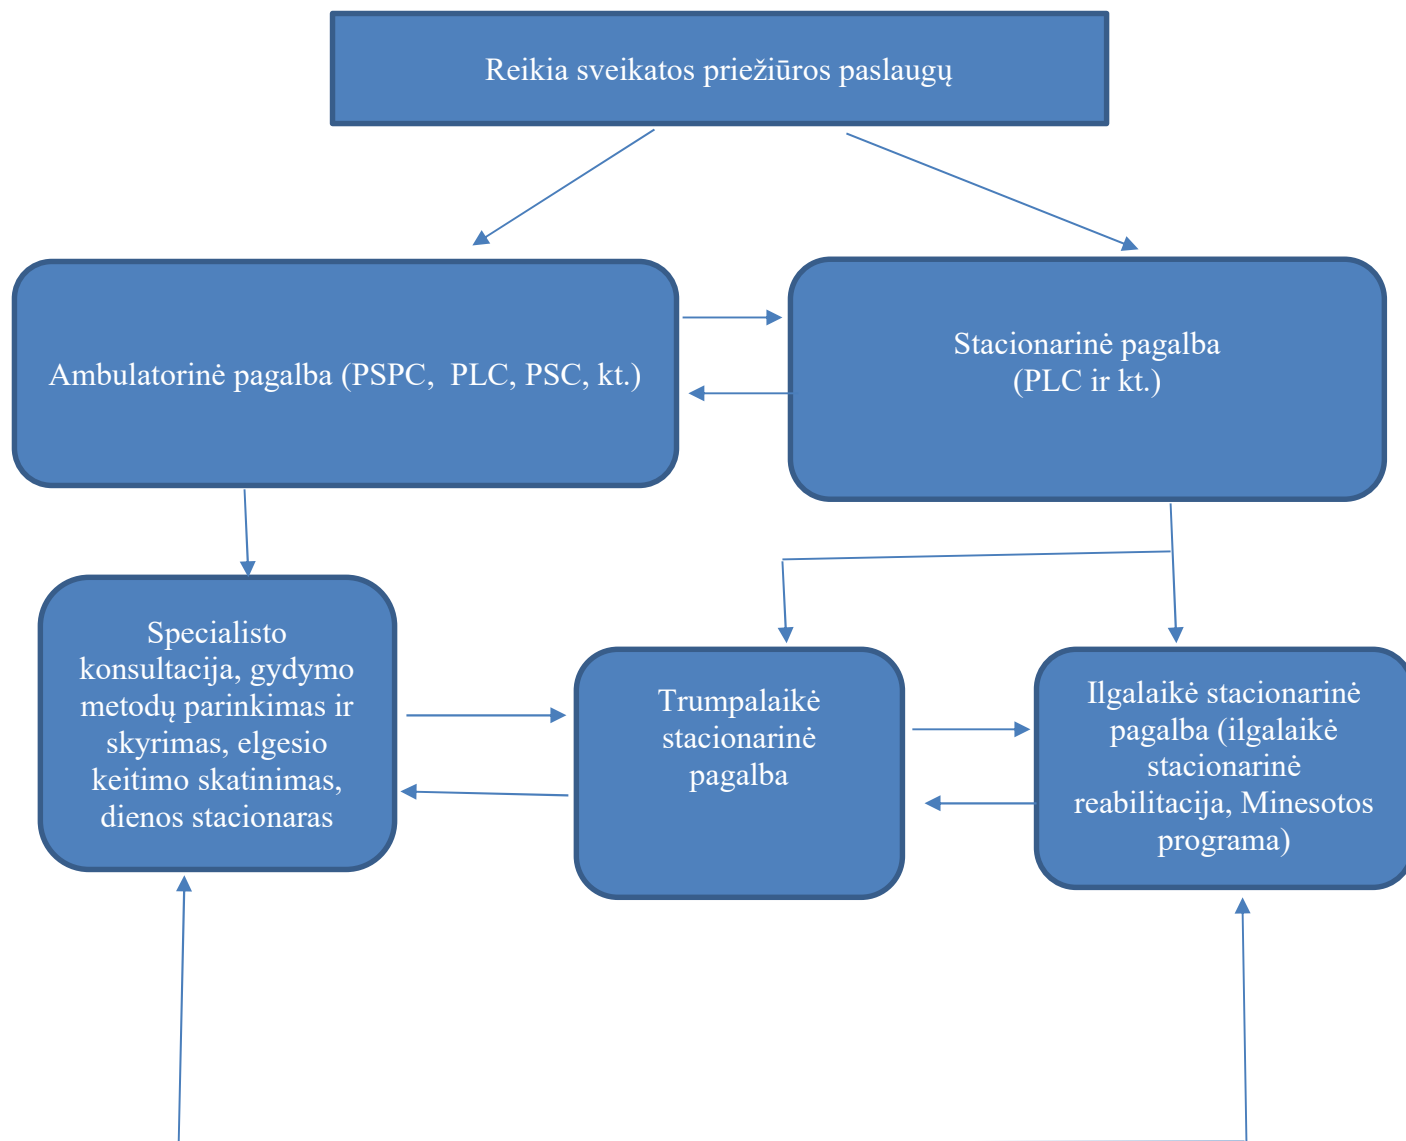 Reikia sveikatos priežiūros paslaugų
Ambulatorinė pagalba (PSPC, PLC, PSC, kt.)
Stacionarinė pagalba
(PLC ir kt.)
Specialisto
konsultacija, gydymo
metodų parinkimas ir
skyrimas, elgesio
keitimo skatinimas,
dienos stacionaras
Trumpalaikė
stacionarinė
pagalba
Ilgalaikė stacionarinė
pagalba (ilgalaikė
stacionarinė
reabilitacija, Minesotos
programa)